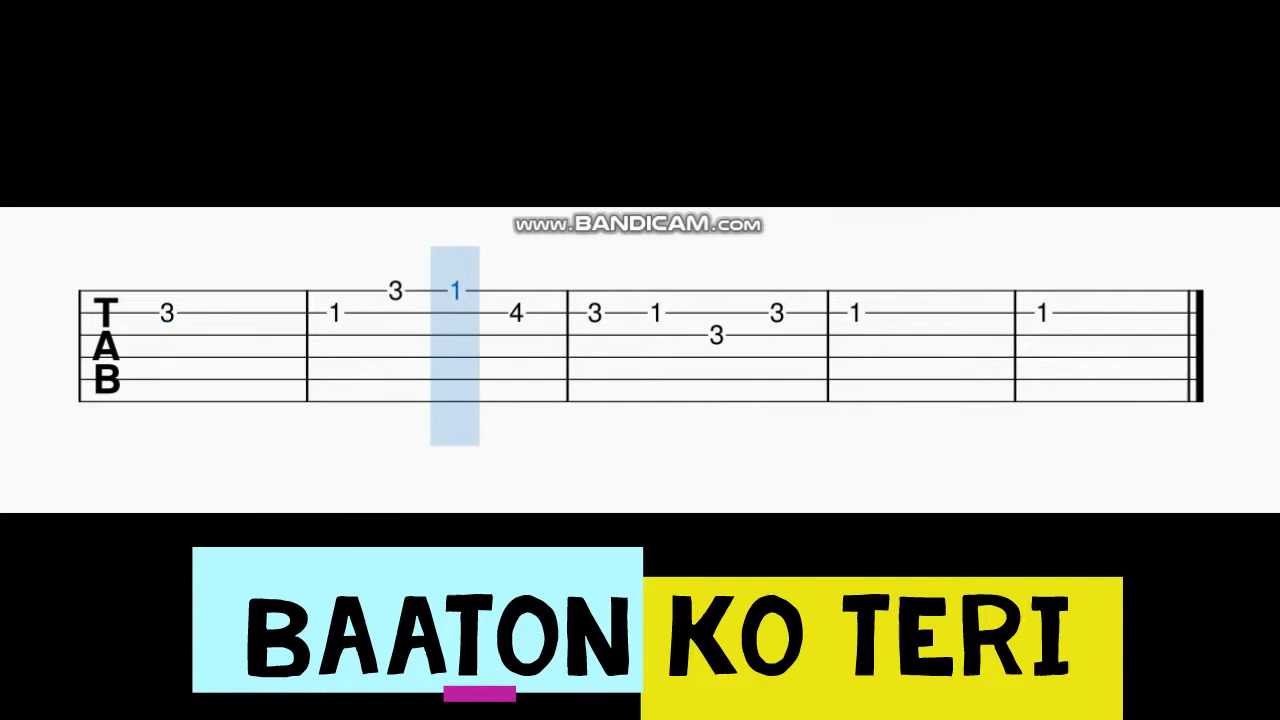 www.BANDICAM.com
3 1
T 3 1 4 3 1 3 1 1
A 3
B
BAATON KO TERI